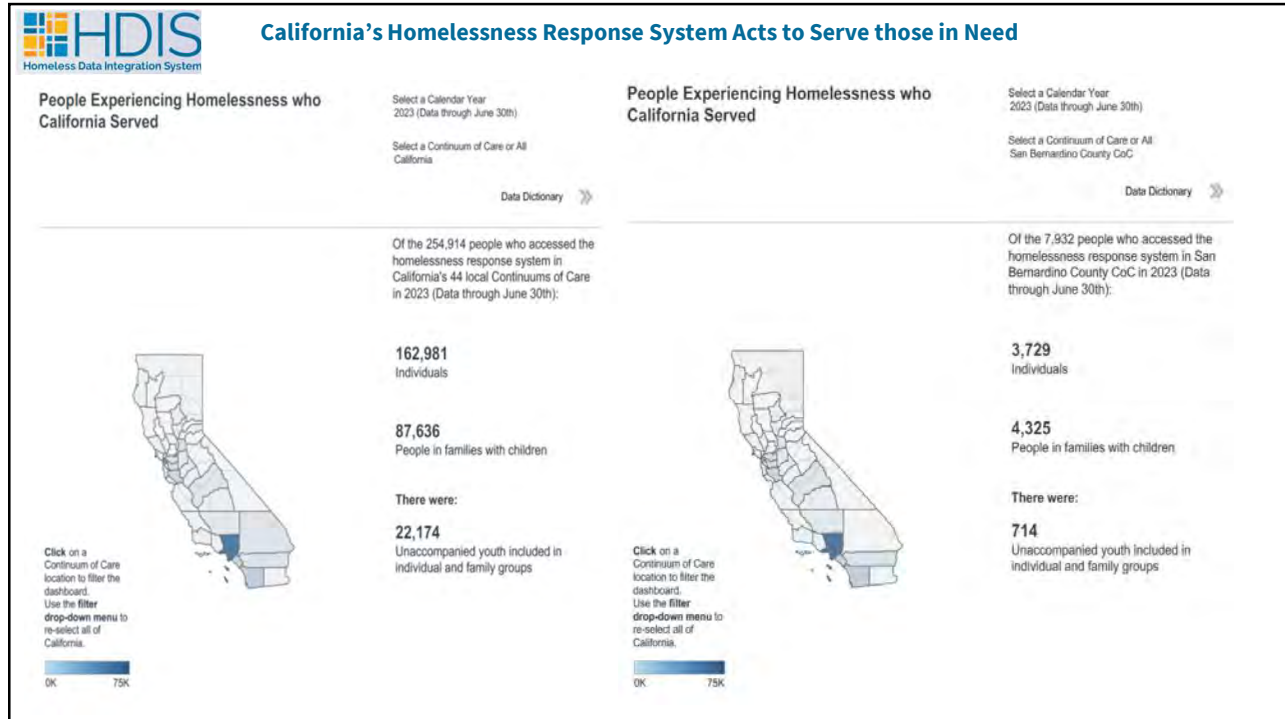 HDIS
Homeless Data Integration System
California's Homelessness Response System Acts to Serve those in Need
People Experiencing Homelessness who
California Served
Select a Calendar Year
2023 (Data through June 30th)
Select a Continuum of Care or All
California
Data Dictionary
Of the 254,914 people who accessed the
homelessness response system in
California's 44 local Continuums of Care
in 2023 (Data through June 30th):
162,981
Individuals
87,636
People in families with children
There were:
22,174
Unaccompanied youth included in
individual and family groups
Click on a
Continuum of Care
location to filter the
dashboard.
Use the filter
drop-down menu to
re-select all of
California.
0K 75K
People Experiencing Homelessness who
California Served
Select a Calendar Year
2023 (Data through June 30th)
Select a Continuum of Care or All
San Bernardino County CoC
Data Dictionary
Of the 7,932 people who accessed the
homelessness response system in San
Bernardino County CoC in 2023 (Data
through June 30th):
3,729
Individuals
4,325
People in families with children
There were:
714
Unaccompanied youth included in
individual and family groups
Click on a
Continuum of Care
location to filter the
dashboard.
Use the filter
drop-down menu to
re-select all of
California.
0K 75K